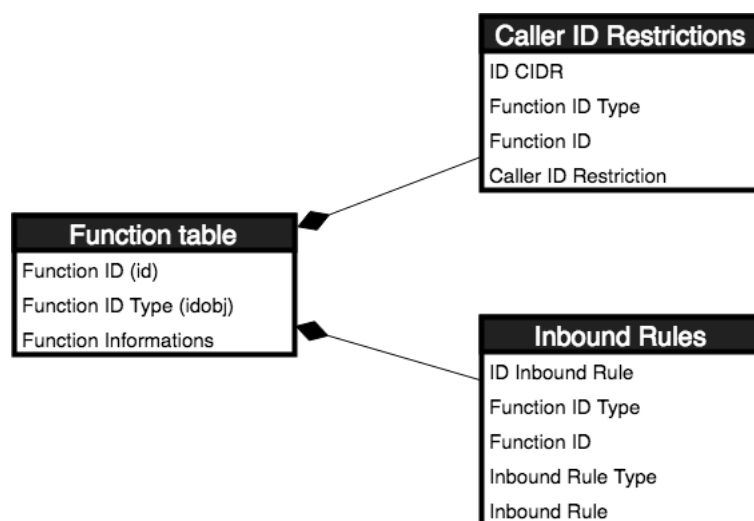 Caller ID Restrictions
ID CIDR
Function ID Type
Function ID
Caller ID Restriction
Function table
Function ID (id)
Function ID Type (idobj)
Function Informations
Inbound Rules
ID Inbound Rule
Function ID Type
Function ID
Inbound Rule Type
Inbound Rule